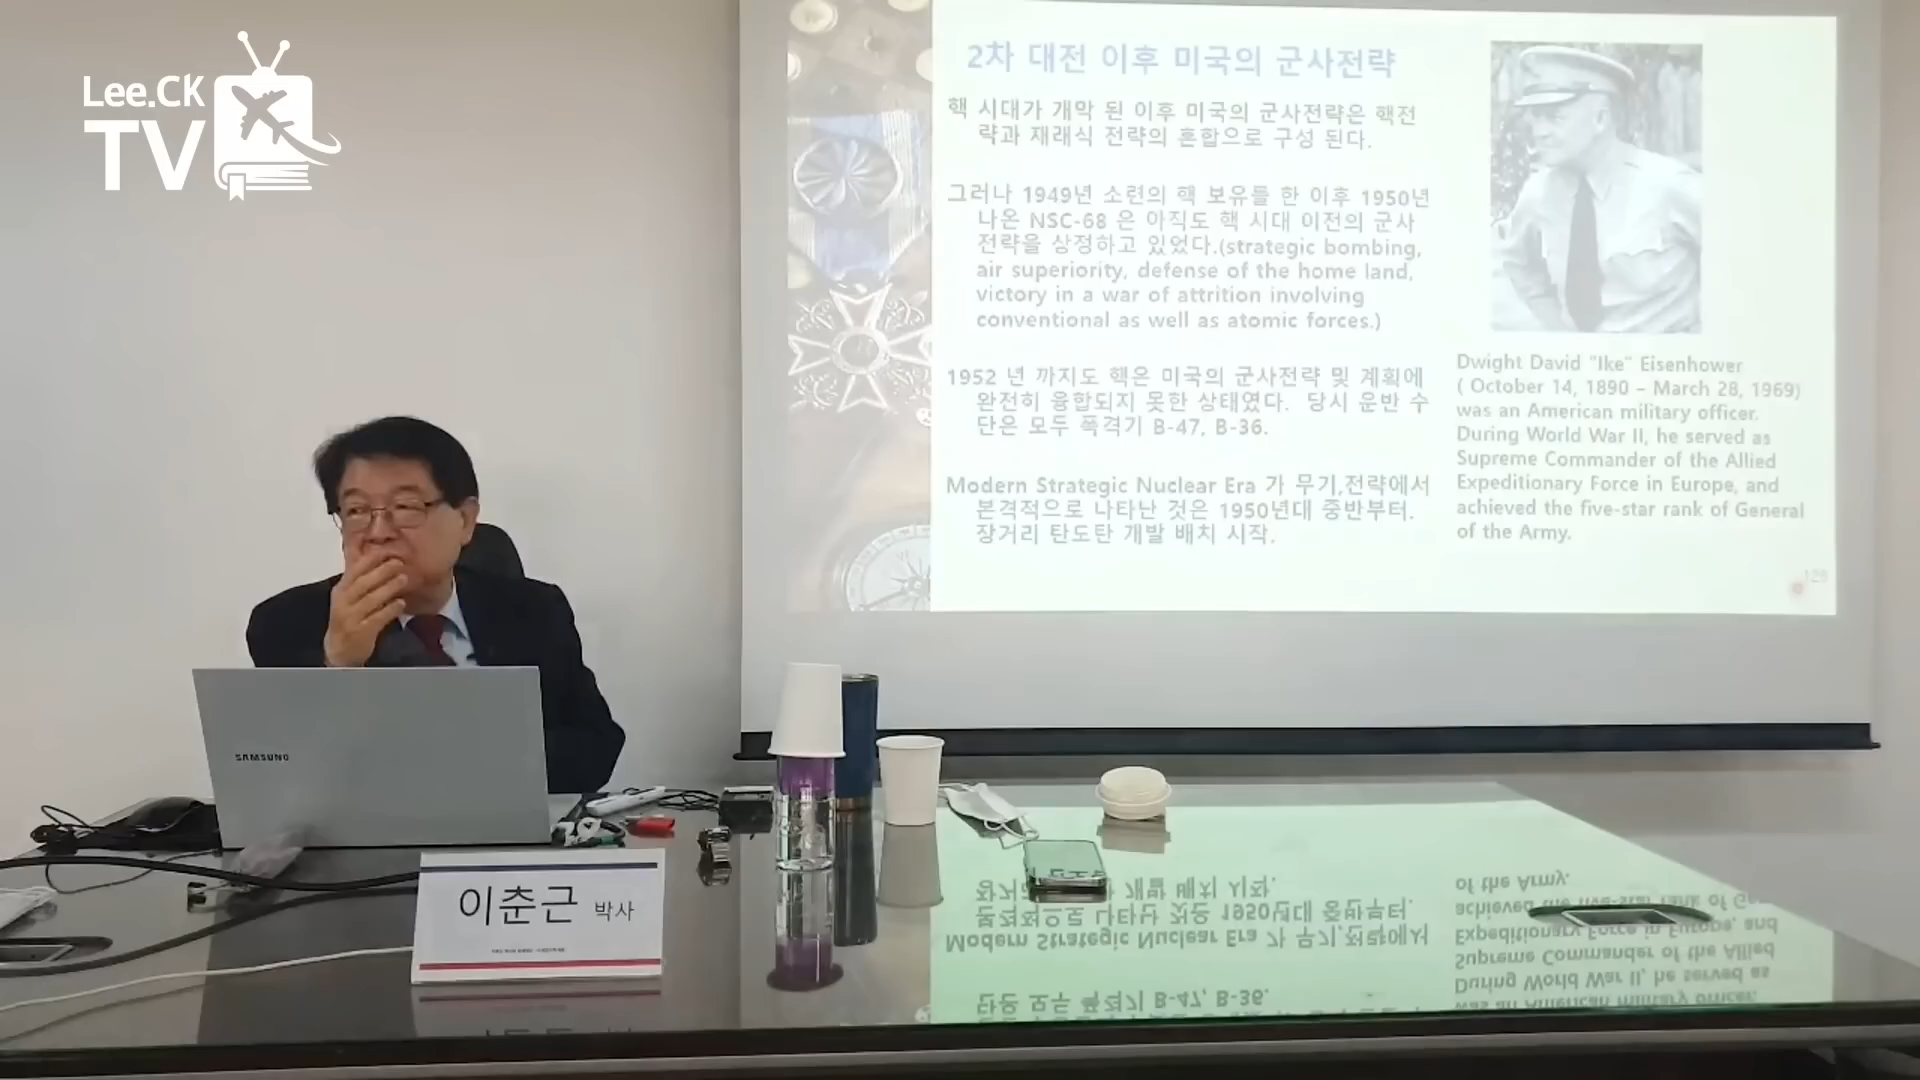 Lee.CK
TV
2차 대전 이후 미국의 군사전략
핵 시대가 개막 된 이후 미국의 군사전략은 핵전
략과 재래식 전략의 혼합으로 구성 된다.
그러나 1949년 소련의 핵 보유를 한 이후 1950년
나온 NSC-68 은 아직도 핵 시대 이전의 군사
전략을 상정하고 있었다.(strategic bombing,
air superiority, defense of the home land,
victory in a war of attrition involving
conventional as well as atomic forces.)
1952 년 까지도 핵은 미국의 군사전략 및 계획에
완전히 융합되지 못한 상태였다. 당시 운반 수
단은 모두 폭격기 B-47, B-36.
Modern Strategic Nuclear Era 가 무기,전략에서
본격적으로 나타난 것은 1950년대 중반부터.
장거리 탄도탄 개발 배치 시작.
Dwight David "Ike" Eisenhower
( October 14, 1890 – March 28, 1969)
was an American military officer.
During World War II, he served as
Supreme Commander of the Allied
Expeditionary Force in Europe, and
achieved the five-star rank of General
of the Army.
SAMSUNG
이춘근 박사